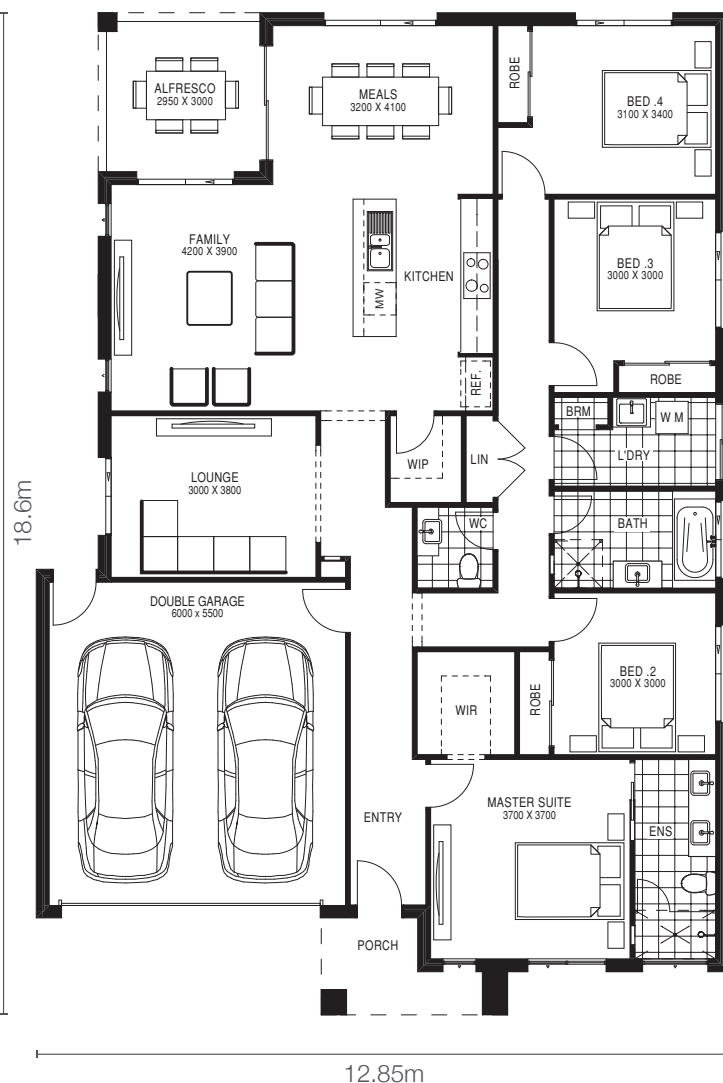 ALFRESCO
2950 X 3000
MEALS
3200 X 4100
ROBE
BED .4
3100 X 3400
FAMILY
4200 X 3900
KITCHEN
MW
REF.
BED .3
3000 X 3000
ROBE
BRM
W M
L'DRY
LOUNGE
3000 X 3800
WIP
LIN
WC
BATH
18.6m
DOUBLE GARAGE
6000 x 5500
WIR
ROBE
BED .2
3000 X 3000
ENTRY
MASTER SUITE
3700 X 3700
ENS
PORCH
12.85m